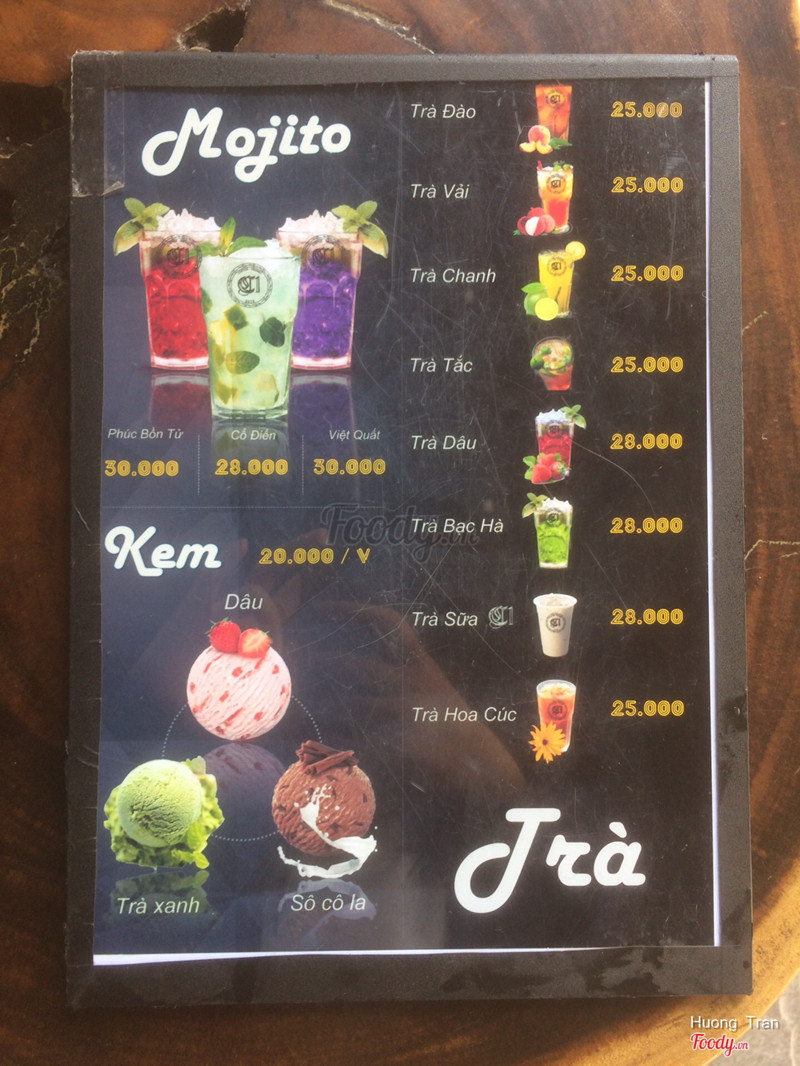 Mojito
Phúc Bồn Tử
Cổ Điển
Việt Quất
30.000
28.000
30.000
Kem
20.000 / V
Dâu
Trà xanh
Sô cô la
Trà Đào
25.000
Trà Vải
25.000
Trà Chanh
25.000
Trà Tắc
25.000
Trà Dâu
28.000
Trà Bạc Hà
28.000
Trà Sữa
28.000
Trà Hoa Cúc
25.000
Trà
Foody.vn
Huong Tran
Foody.vn